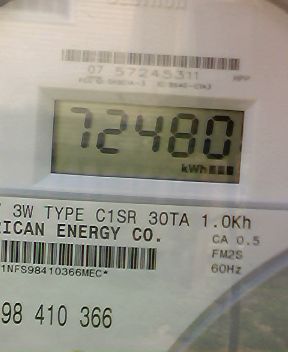 07 57245311
72480
kWh
3W TYPE C1SR 30TA 1.0Kh
RICAN ENERGY CO.
CA 0.5
FM2S
60Hz
1NFS98410366MEC*
98 410 366